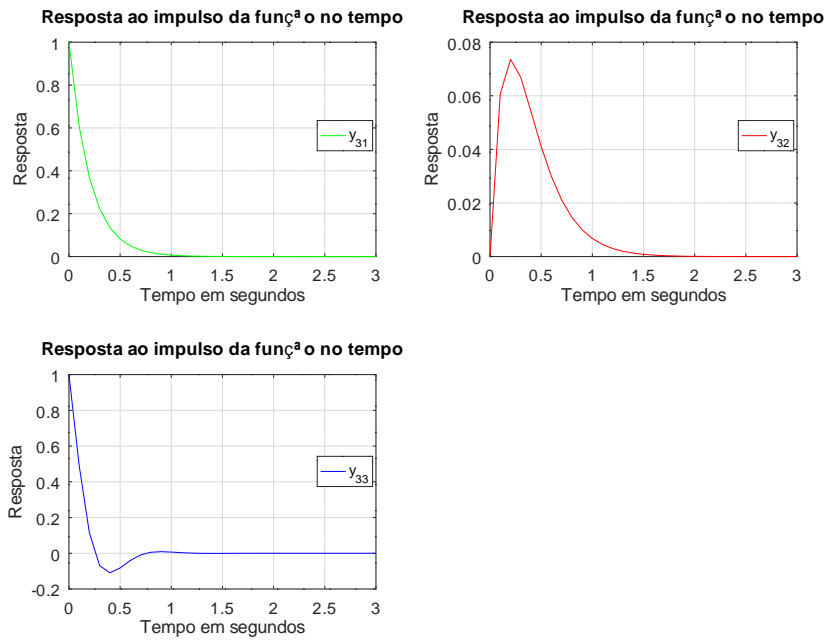 Resposta ao impulso da funçª o no tempo
1
0.8
0.6
0.4
0.2
0
Resposta
y31
0 0.5 1 1.5 2 2.5 3
Tempo em segundos
Resposta ao impulso da funçª o no tempo
0.08
0.06
0.04
0.02
0
Resposta
y32
0 0.5 1 1.5 2 2.5 3
Tempo em segundos
Resposta ao impulso da funçª o no tempo
1
0.8
0.6
0.4
0.2
0
-0.2
Resposta
y33
0 0.5 1 1.5 2 2.5 3
Tempo em segundos